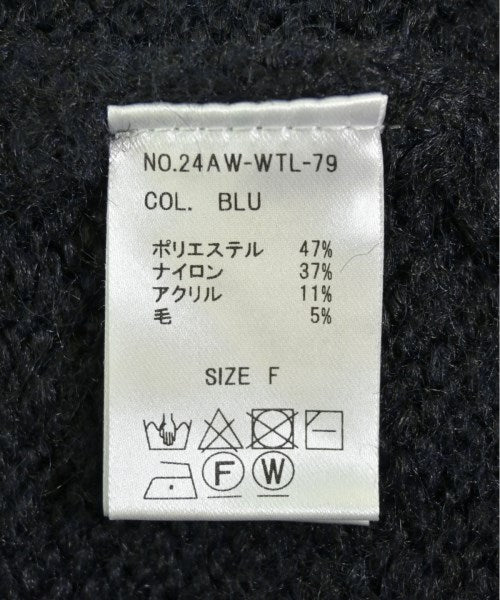 NO.24AW-WTL-79
COL. BLU
ポリエステル 47%
ナイロン 37%
アクリル 11%
毛 5%
SIZE F
F W